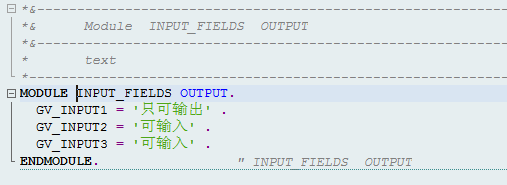 *&---------------------------------------------------------------------
*&      Module  INPUT_FIELDS  OUTPUT
*&---------------------------------------------------------------------
*       text
*----------------------------------------------------------------------
MODULE INPUT_FIELDS OUTPUT.
  GV_INPUT1 = '只可输出' .
  GV_INPUT2 = '可输入' .
  GV_INPUT3 = '可输入' .
ENDMODULE.                 " INPUT_FIELDS  OUTPUT